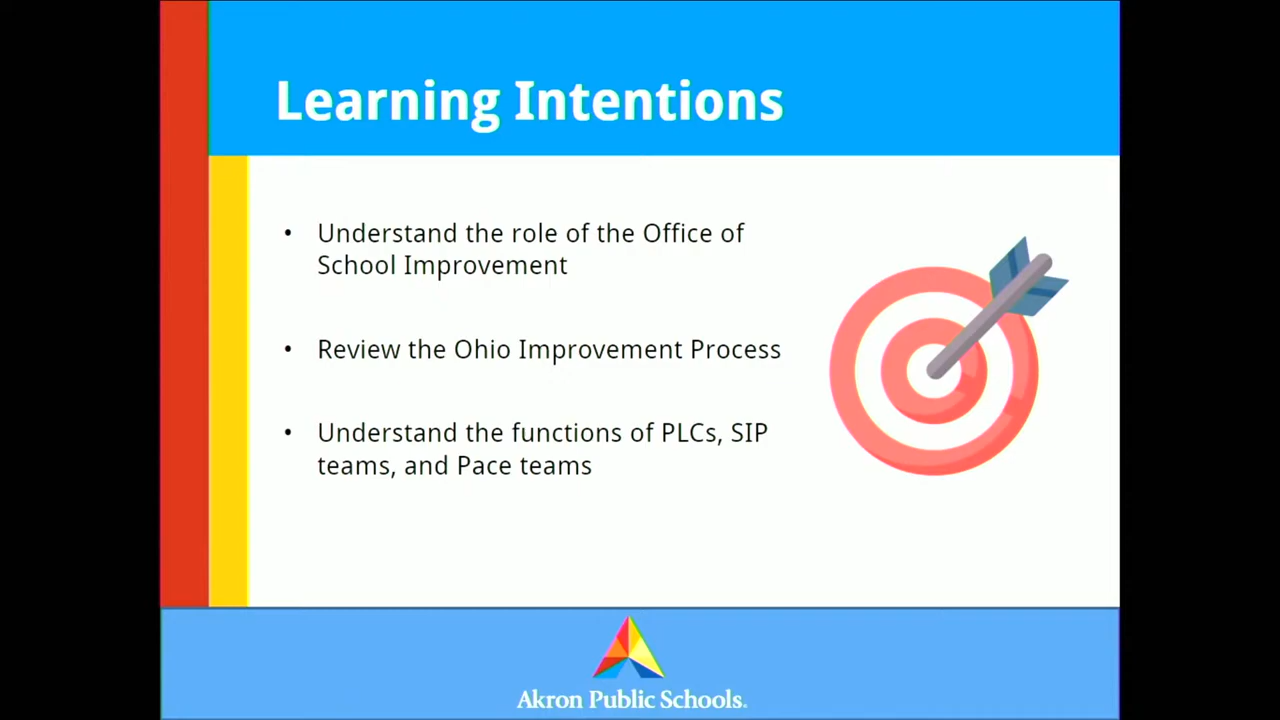 Learning Intentions
• Understand the role of the Office of
School Improvement
• Review the Ohio Improvement Process
• Understand the functions of PLCs, SIP
teams, and Pace teams
Akron Public Schools.